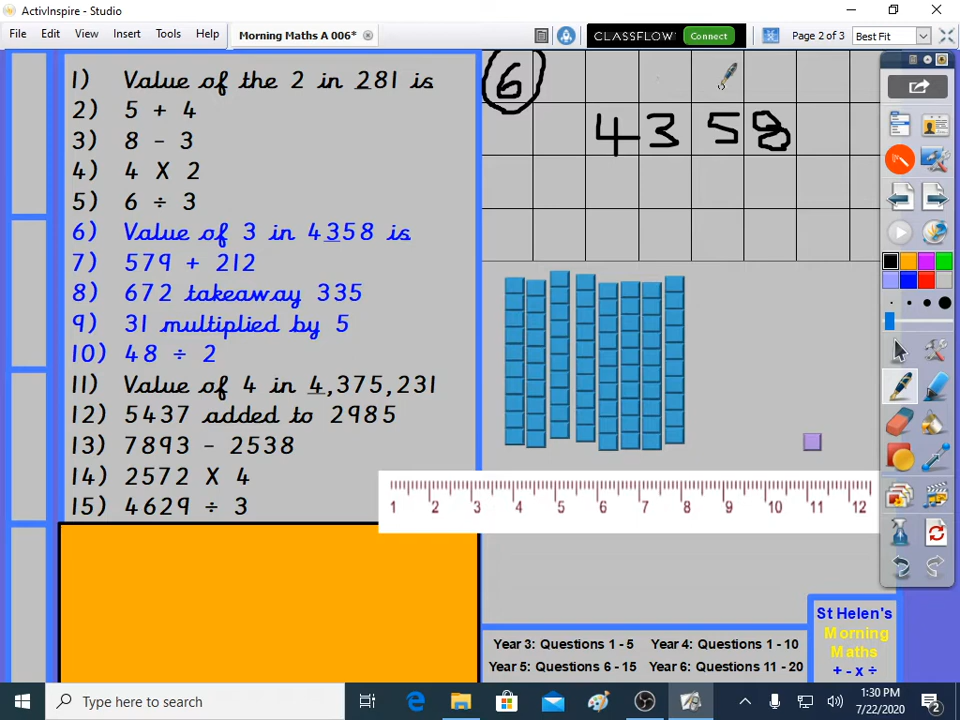 ActivInspire - Studio
File Edit View Insert Tools Help
Morning Maths A 006*
CLASSFLOW Connect
Page 2 of 3
Best Fit
1) Value of the 2 in 281 is
2) 5 + 4
3) 8 - 3
4) 4 X 2
5) 6 ÷ 3
6) Value of 3 in 4358 is
7) 579 + 212
8) 672 takeaway 335
9) 31 multiplied by 5
10) 48 ÷ 2
11) Value of 4 in 4,375,231
12) 5437 added to 2985
13) 7893 - 2538
14) 2572 X 4
15) 4629 ÷ 3
6
4358
1 2 3 4 5 6 7 8 9 10 11 12
Year 3: Questions 1 - 5 Year 4: Questions 1 - 10
Year 5: Questions 6 - 15 Year 6: Questions 11 - 20
St Helen's
Morning
Maths
+ - x ÷
Type here to search
1:30 PM
7/22/2020
2